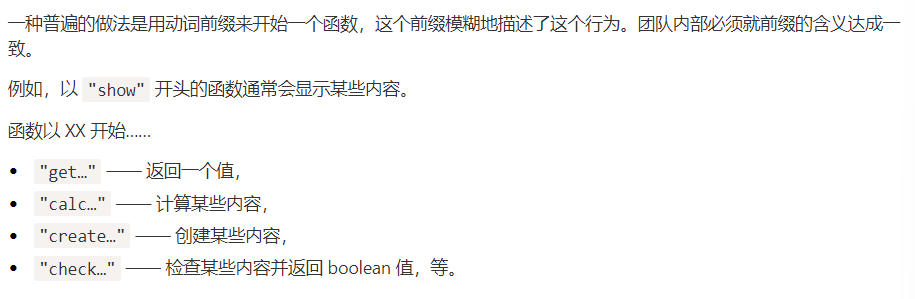 一种普遍的做法是用动词前缀来开始一个函数，这个前缀模糊地描述了这个行为。团队内部必须就前缀的含义达成一
致。
例如，以 "show" 开头的函数通常会显示某些内容。
函数以 XX 开始……
• "get…" —— 返回一个值，
• "calc…" —— 计算某些内容，
• "create…" —— 创建某些内容，
• "check…" —— 检查某些内容并返回 boolean 值，等。